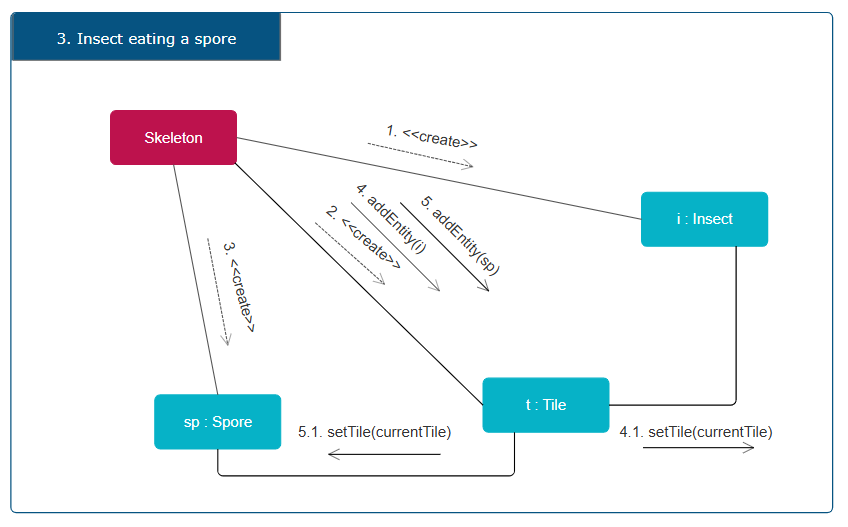 3. Insect eating a spore
Skeleton
1. <<create>>
i : Insect
4. addEntity(i)
5. addEntity(sp)
2. <<create>>
3. <<create>>
t : Tile
sp : Spore
5.1. setTile(currentTile)
4.1. setTile(currentTile)